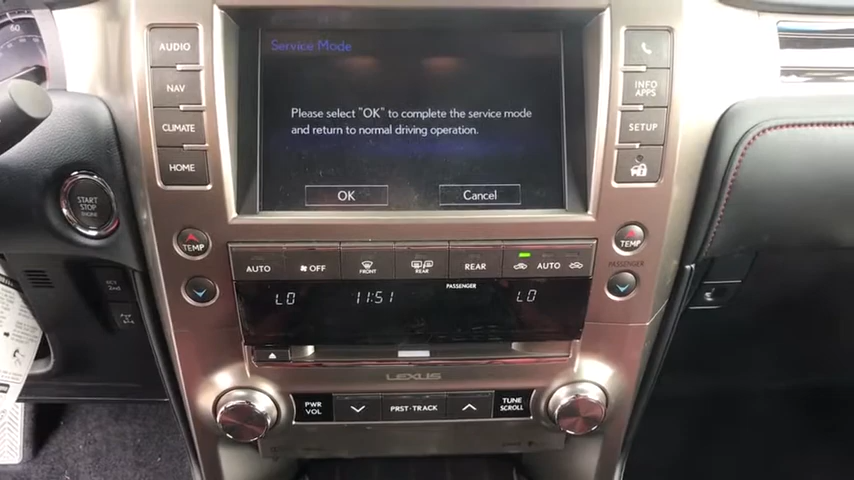 60
AUDIO
NAV
CLIMATE
HOME
Service Mode
Please select "OK" to complete the service mode
and return to normal driving operation.
OK
Cancel
INFO
APPS
SETUP
START
STOP
ENGINE
TEMP
TEMP
PASSENGER
AUTO
OFF
FRONT
REAR
REAR
AUTO
PASSENGER
LO
11:51
LO
LEXUS
PWR
VOL
PRST·TRACK
TUNE
SCROLL